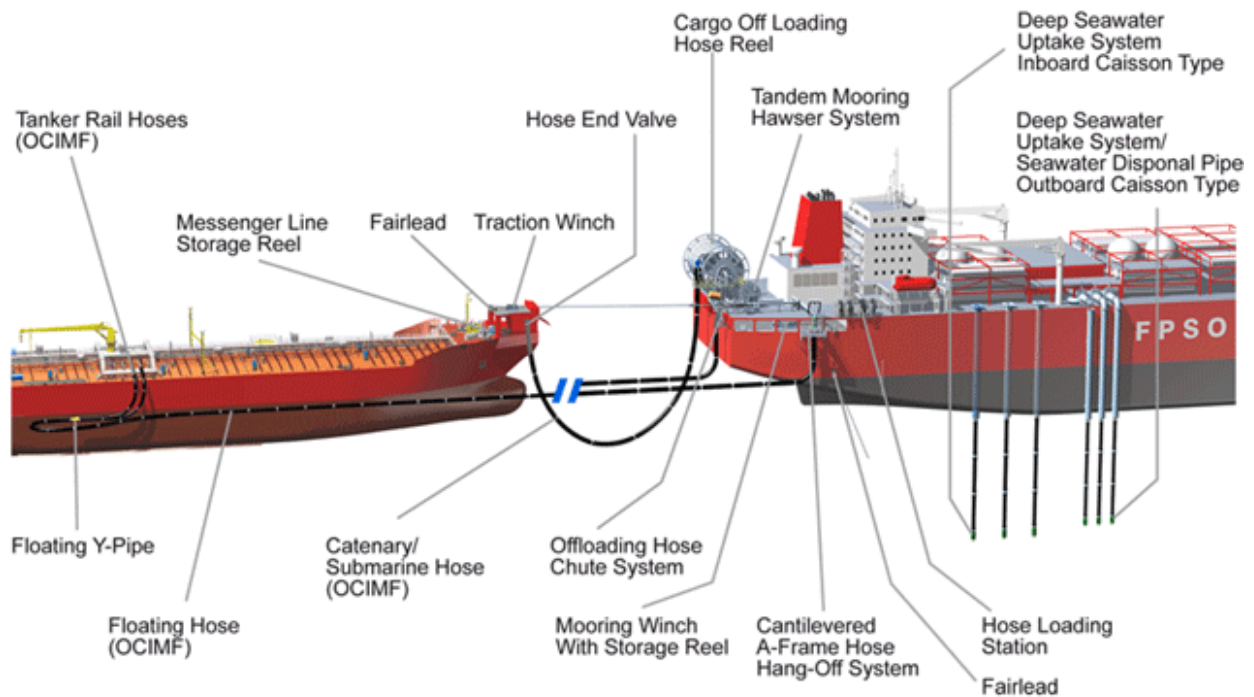 Cargo Off Loading
Hose Reel
Deep Seawater
Uptake System
Inboard Caisson Type
Tandem Mooring
Hawser System
Tanker Rail Hoses
(OCIMF)
Hose End Valve
Deep Seawater
Uptake System/
Seawater Disponal Pipe
Outboard Caisson Type
Messenger Line
Storage Reel
Fairlead
Traction Winch
FPSO
Floating Y-Pipe
Catenary/
Submarine Hose
(OCIMF)
Offloading Hose
Chute System
Floating Hose
(OCIMF)
Mooring Winch
With Storage Reel
Cantilevered
A-Frame Hose
Hang-Off System
Hose Loading
Station
Fairlead